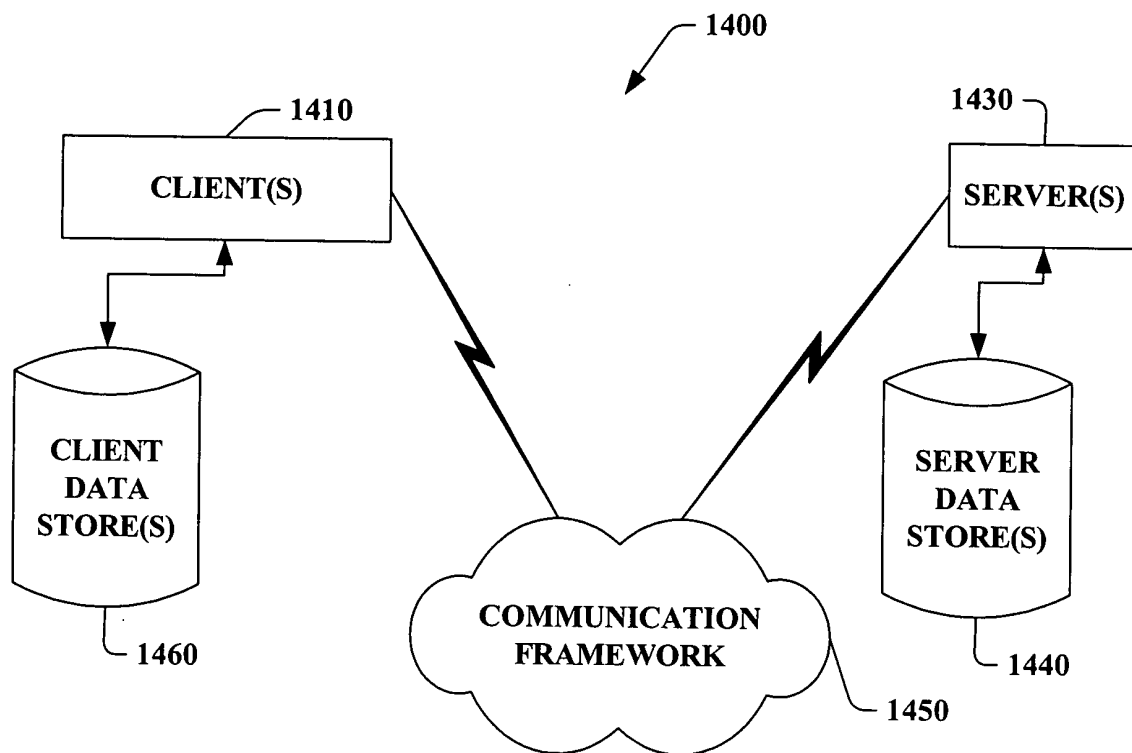 1400
1410
1430
CLIENT(S)
SERVER(S)
CLIENT
DATA
STORE(S)
SERVER
DATA
STORE(S)
COMMUNICATION
FRAMEWORK
1460
1440
1450